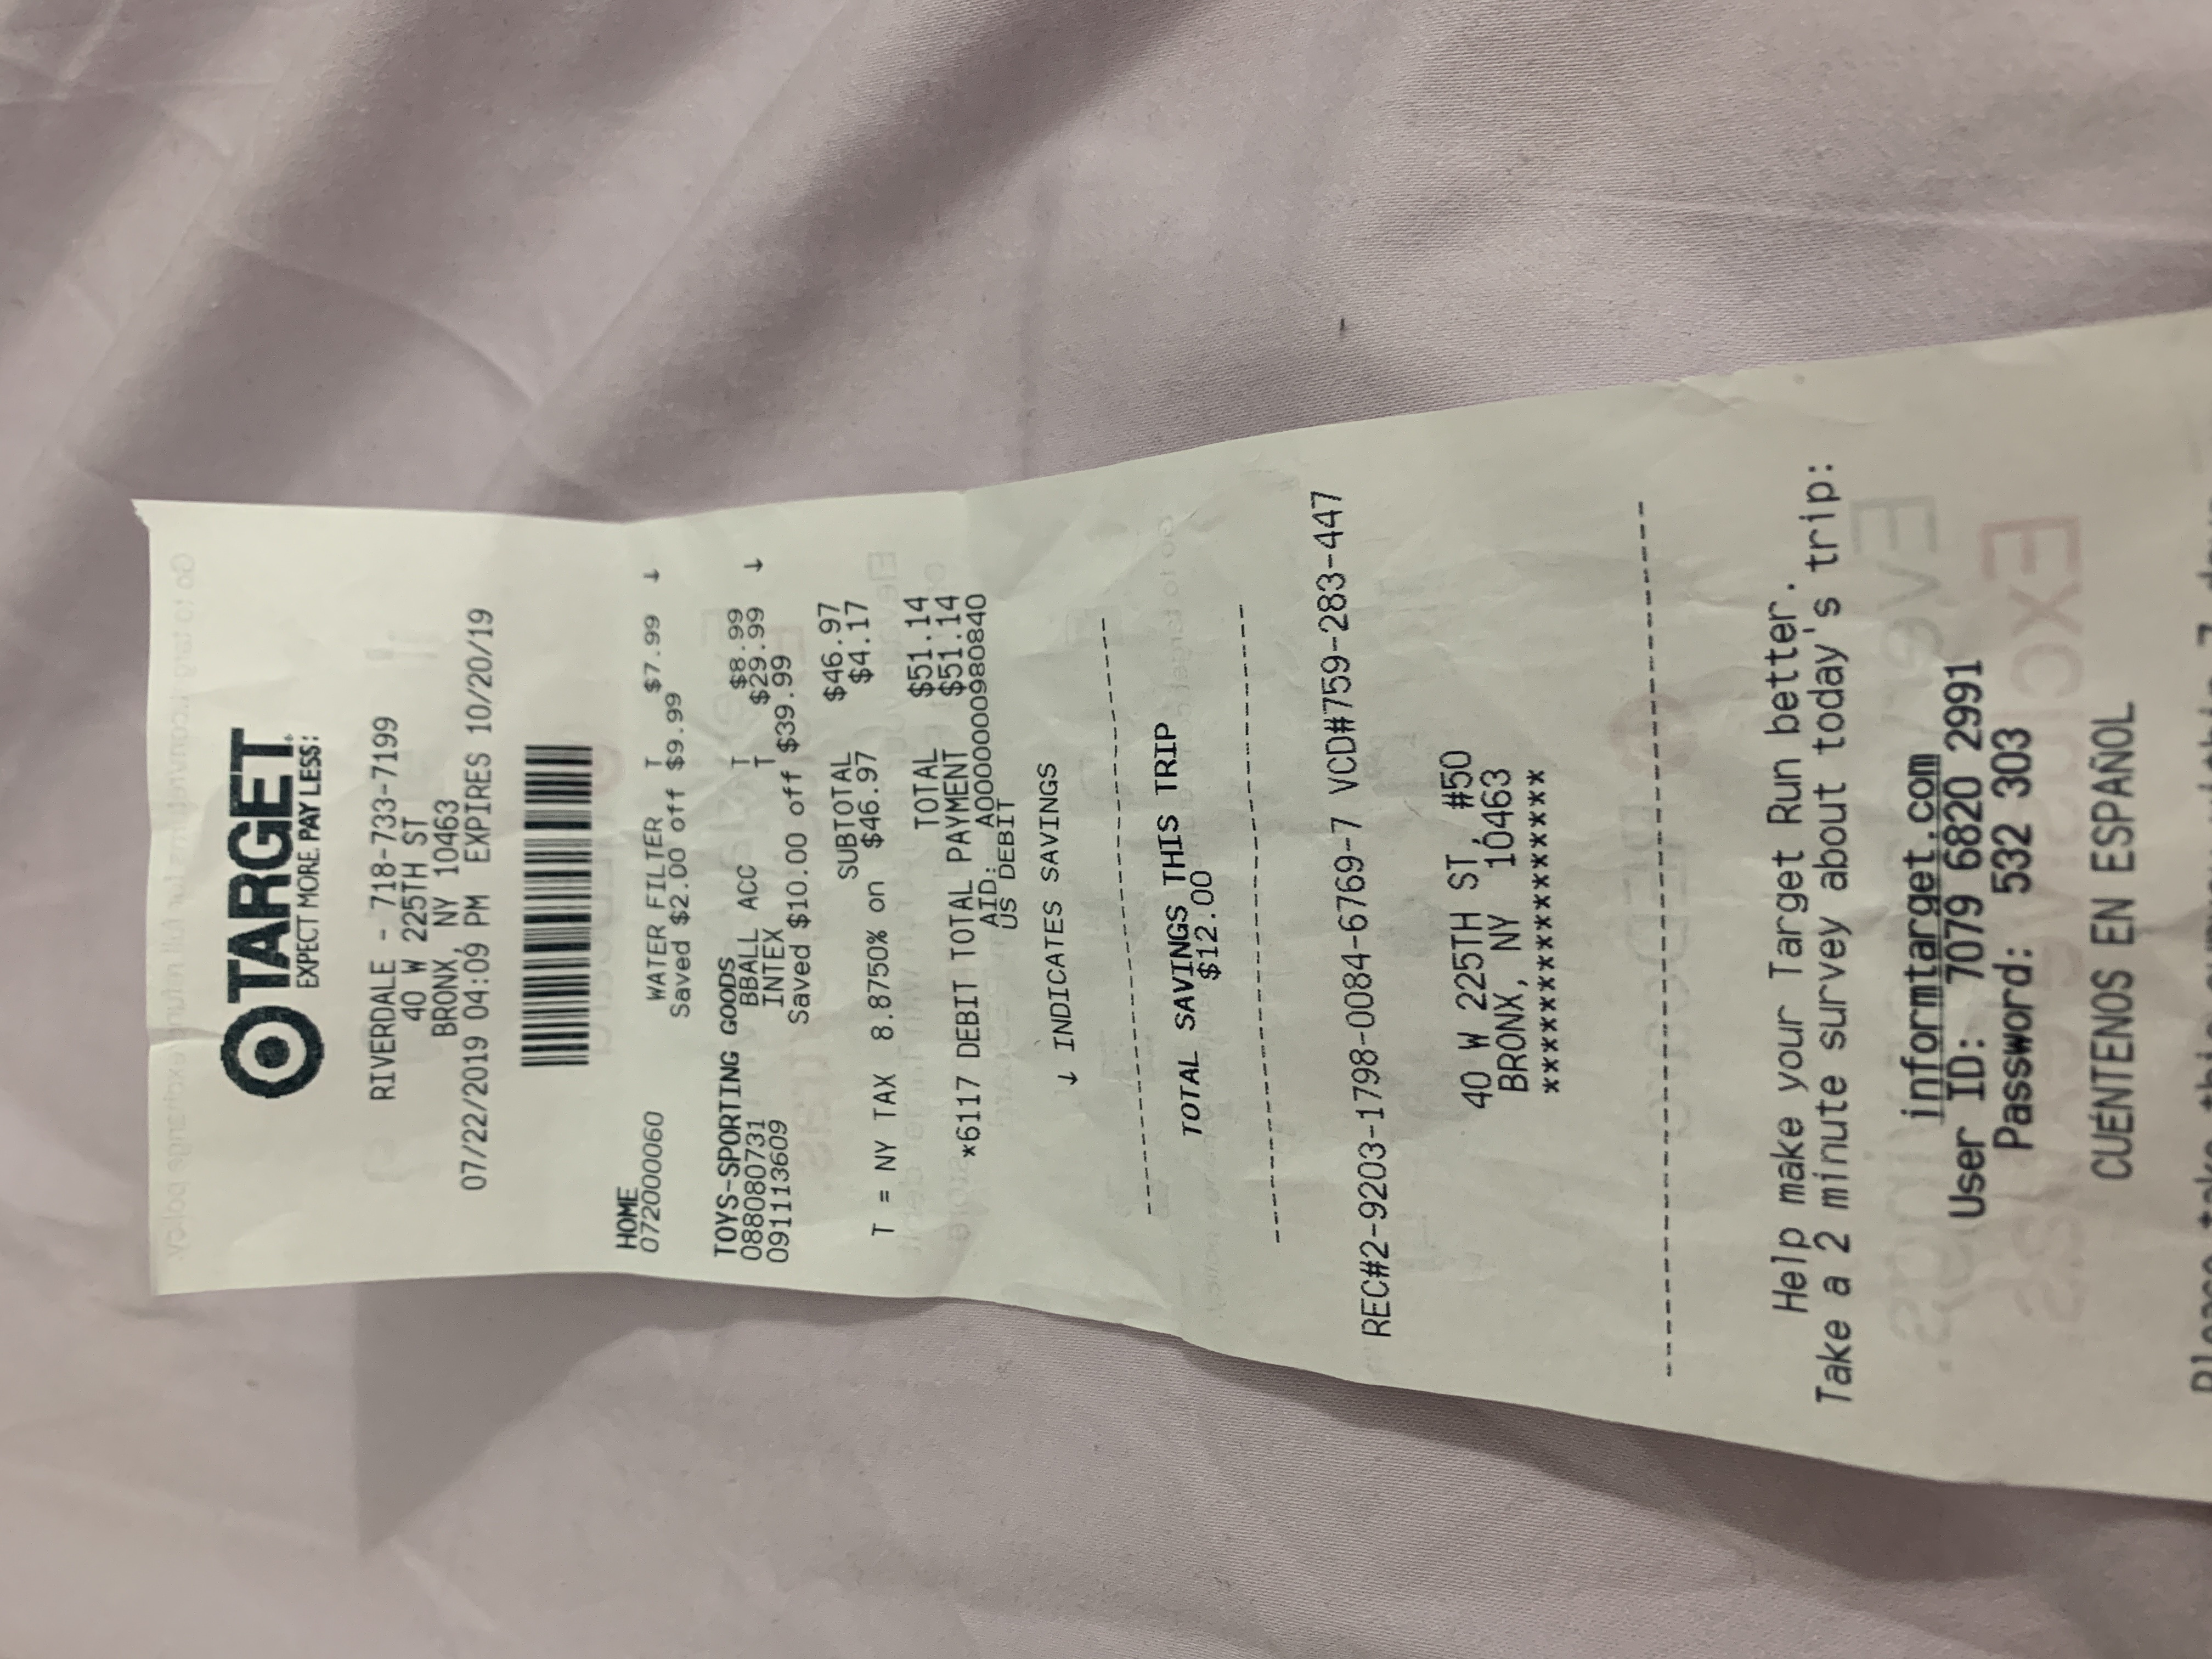 TARGET
EXPECT MORE. PAY LESS.
RIVERDALE - 718-733-7199
40 W 225TH ST
BRONX, NY 10463
07/22/2019 04:09 PM EXPIRES 10/20/19
HOME
072000060 WATER FILTER T $7.99 ↓
Saved $2.00 off $9.99
TOYS-SPORTING GOODS
088080731 BBALL ACC T $8.99
091113609 INTEX T $29.99 ↓
Saved $10.00 off $39.99
SUBTOTAL $46.97
T = NY TAX 8.8750% on $46.97 $4.17
TOTAL $51.14
*6117 DEBIT TOTAL PAYMENT $51.14
AID: A0000000980840
US DEBIT
↓ INDICATES SAVINGS
TOTAL SAVINGS THIS TRIP
$12.00
REC#2-9203-1798-0084-6769-7 VCD#759-283-447
40 W 225TH ST, #50
BRONX, NY 10463
*********************
Help make your Target Run better.
Take a 2 minute survey about today's trip:
informtarget.com
User ID: 7079 6820 2991
Password: 532 303
CUÉNTENOS EN ESPAÑOL